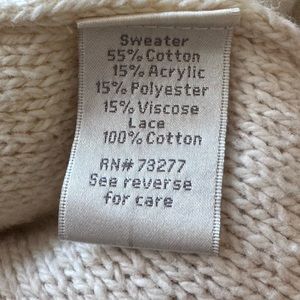 Sweater
55% Cotton
15% Acrylic
15% Polyester
15% Viscose
Lace
100% Cotton
RN# 73277
See reverse
for care